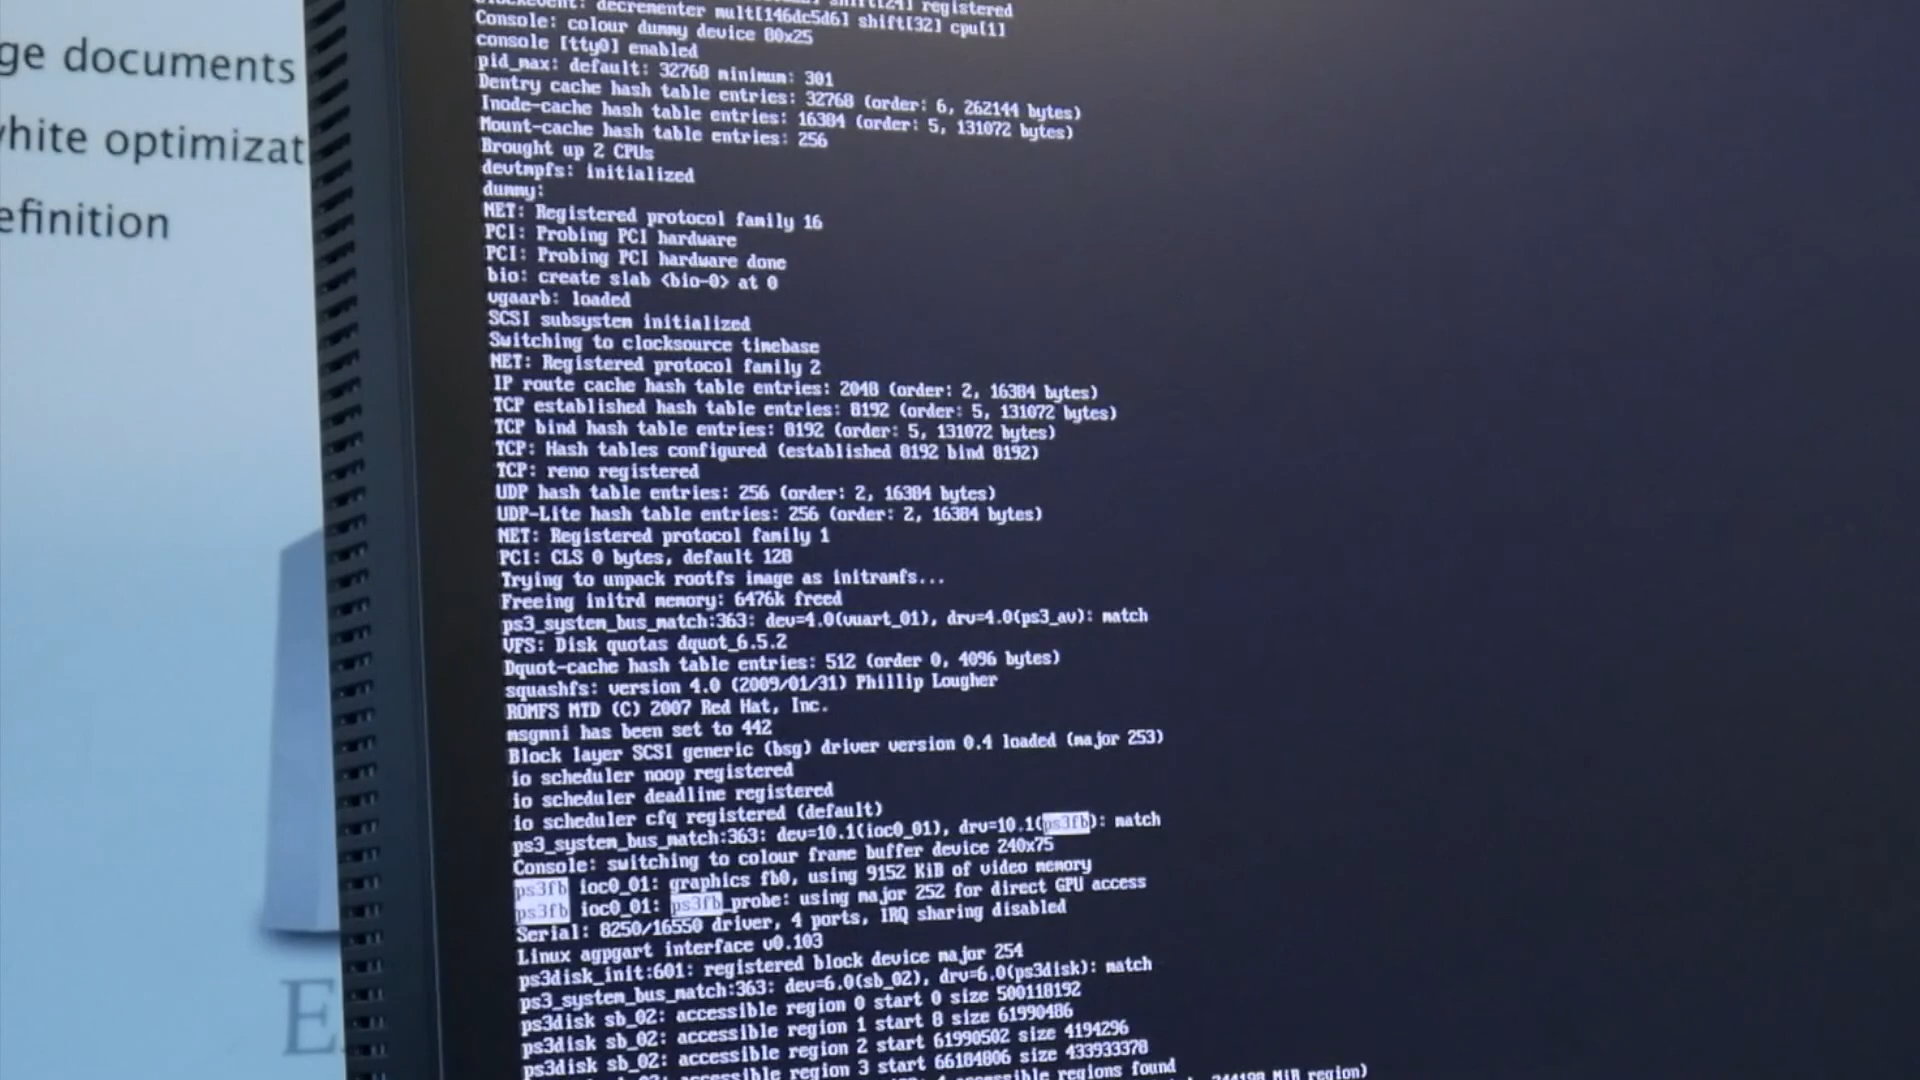 ge documents
white optimizat
efinition
E
decrementer mult[146dc5d6] shift[32] cpu[1]
Console: colour dummy device 80x25
console [tty0] enabled
pid_max: default: 32768 minimum: 301
Dentry cache hash table entries: 32768 (order: 6, 262144 bytes)
Inode-cache hash table entries: 16384 (order: 5, 131072 bytes)
Mount-cache hash table entries: 256
Brought up 2 CPUs
devtmpfs: initialized
dummy:
NET: Registered protocol family 16
PCI: Probing PCI hardware
PCI: Probing PCI hardware done
bio: create slab <bio-0> at 0
vgaarb: loaded
SCSI subsystem initialized
Switching to clocksource timebase
NET: Registered protocol family 2
IP route cache hash table entries: 2048 (order: 2, 16384 bytes)
TCP established hash table entries: 8192 (order: 5, 131072 bytes)
TCP bind hash table entries: 8192 (order: 5, 131072 bytes)
TCP: Hash tables configured (established 8192 bind 8192)
TCP: reno registered
UDP hash table entries: 256 (order: 2, 16384 bytes)
UDP-Lite hash table entries: 256 (order: 2, 16384 bytes)
NET: Registered protocol family 1
PCI: CLS 0 bytes, default 128
Trying to unpack rootfs image as initramfs...
Freeing initrd memory: 6476k freed
ps3_system_bus_match:363: dev=4.0(vuart_01), drv=4.0(ps3_av): match
VFS: Disk quotas dquot_6.5.2
Dquot-cache hash table entries: 512 (order 0, 4096 bytes)
squashfs: version 4.0 (2009/01/31) Phillip Lougher
ROMFS MTD (C) 2007 Red Hat, Inc.
msgmni has been set to 442
Block layer SCSI generic (bsg) driver version 0.4 loaded (major 253)
io scheduler noop registered
io scheduler deadline registered
io scheduler cfq registered (default)
ps3_system_bus_match:363: dev=10.1(ioc0_01), drv=10.1(ps3fb): match
Console: switching to colour frame buffer device 240x75
ps3fb ioc0_01: graphics fb0, using 9152 KiB of video memory
ps3fb ioc0_01: ps3fb_probe: using major 252 for direct GPU access
Serial: 8250/16550 driver, 4 ports, IRQ sharing disabled
Linux agpgart interface v0.103
ps3disk_init:601: registered block device major 254
ps3_system_bus_match:363: dev=6.0(sb_02), drv=6.0(ps3disk): match
ps3disk sb_02: accessible region 0 start 0 size 500118192
ps3disk sb_02: accessible region 1 start 8 size 61990486
ps3disk sb_02: accessible region 2 start 61990502 size 4194296
ps3disk sb_02: accessible region 3 start 66184806 size 433933378
regions found
MiB region)